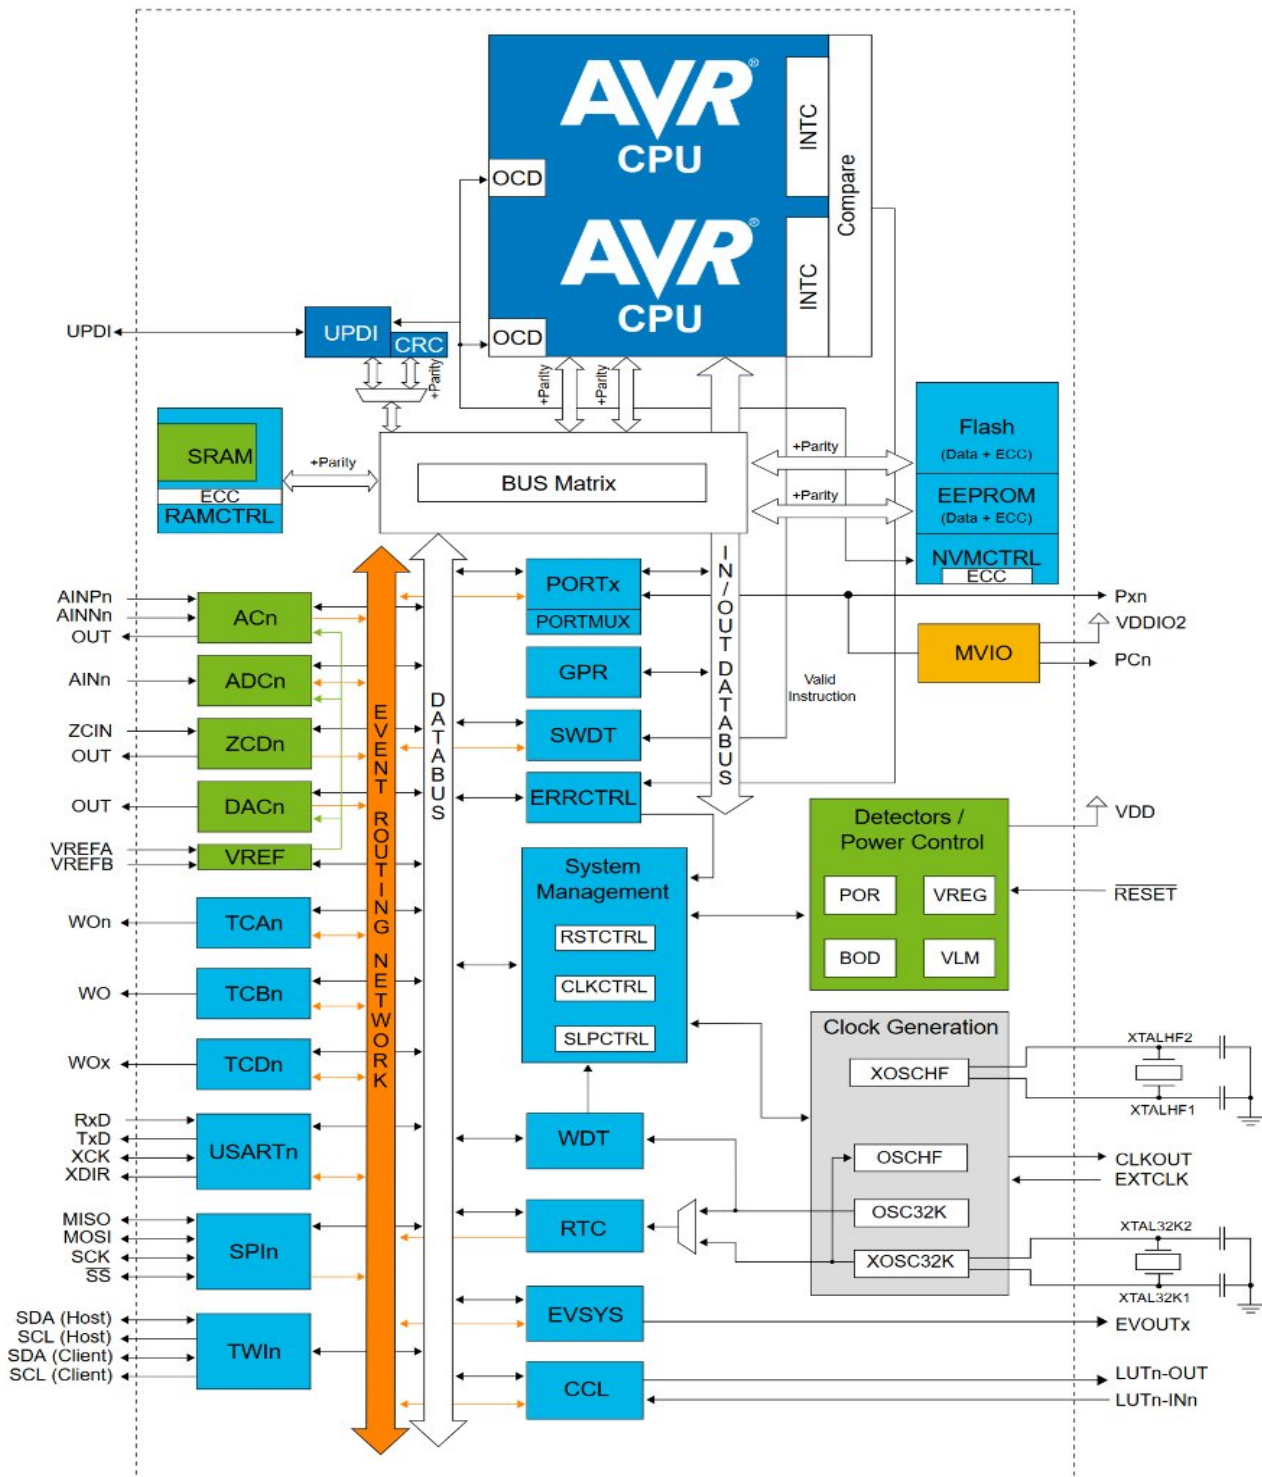 AVR®
CPU
INTC
OCD
Compare
AVR®
CPU
INTC
OCD
UPDI
UPDI
CRC
+Parity
+Parity
+Parity
SRAM
ECC
RAMCTRL
+Parity
BUS Matrix
+Parity
+Parity
Flash
(Data + ECC)
EEPROM
(Data + ECC)
NVMCTRL
ECC
EVENT ROUTING NETWORK
DATABUS
IN/OUT DATABUS
AINPn
AINNn
OUT
ACn
AINn
ADCn
ZCIN
OUT
ZCDn
OUT
DACn
VREFA
VREFB
VREF
WOn
TCAn
WO
TCBn
WOx
TCDn
RxD
TxD
XCK
XDIR
USARTn
MISO
MOSI
SCK
SS
SPIn
SDA (Host)
SCL (Host)
SDA (Client)
SCL (Client)
TWIn
PORTx
PORTMUX
GPR
SWDT
ERRCTRL
Valid
Instruction
Pxn
VDDIO2
PCn
MVIO
System
Management
RSTCTRL
CLKCTRL
SLPCTRL
Detectors /
Power Control
POR
VREG
BOD
VLM
VDD
RESET
Clock Generation
XOSCHF
OSCHF
OSC32K
XOSC32K
XTALHF2
XTALHF1
CLKOUT
EXTCLK
XTAL32K2
XTAL32K1
WDT
RTC
EVSYS
EVOUTx
CCL
LUTn-OUT
LUTn-INn